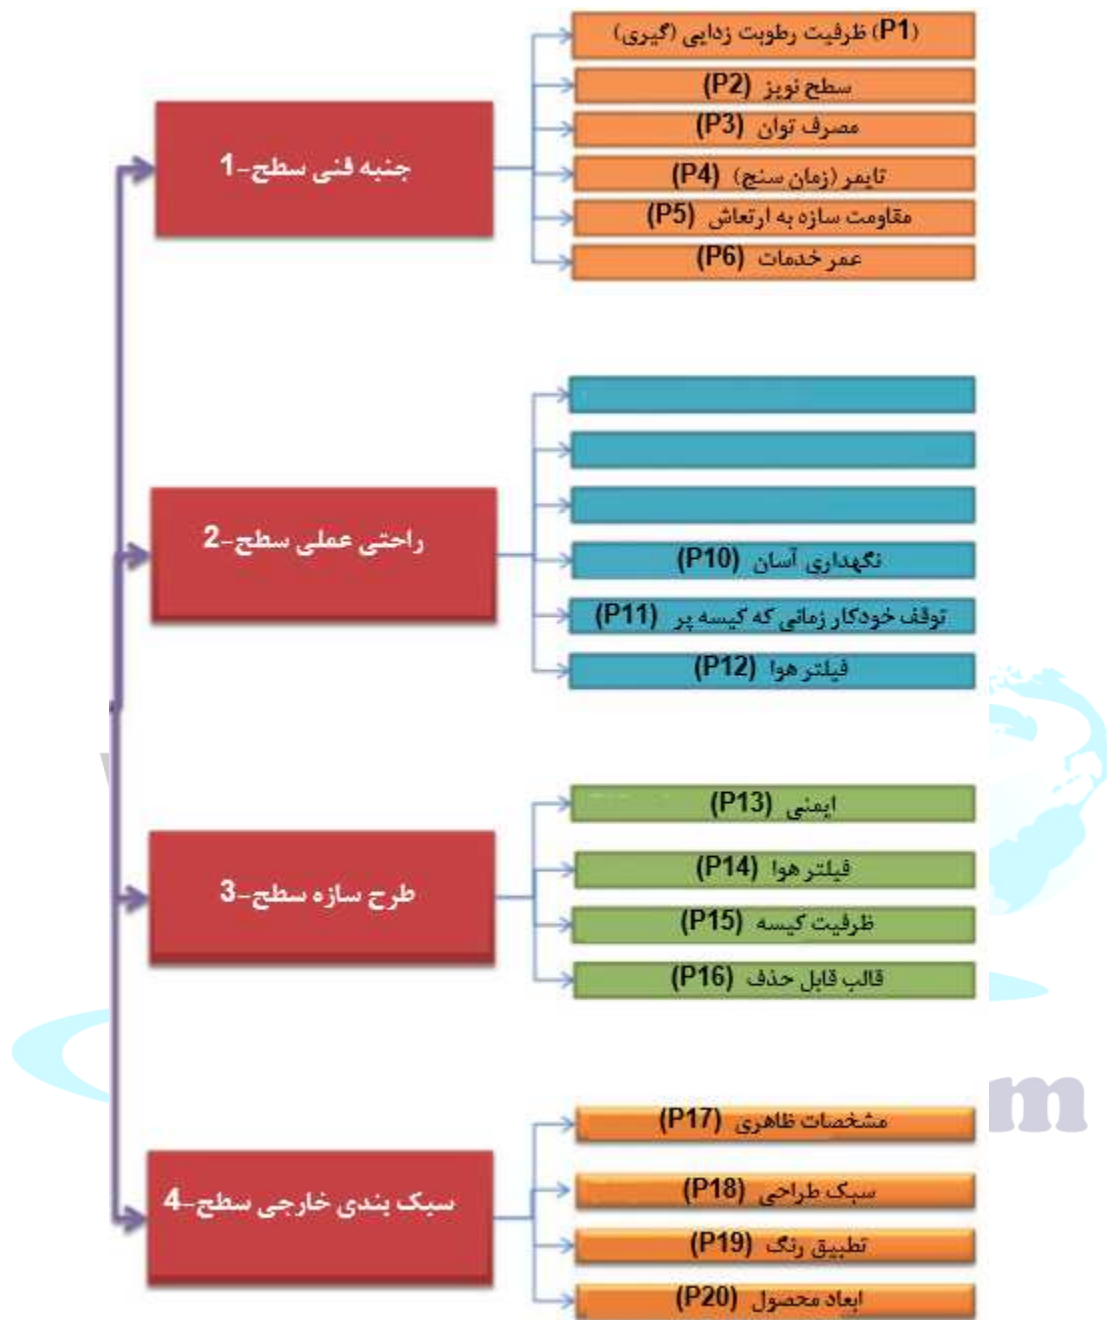 (P1) ظرفیت رطوبت زدایی (گیری)
سطح نویز (P2)
مصرف توان (P3)
تایمر (زمان سنج) (P4)
مقاومت سازه به ارتعاش (P5)
عمر خدمات (P6)
جنبه فنی سطح-1
نگهداری آسان (P10)
توقف خودکار زمانی که کیسه پر (P11)
فیلتر هوا (P12)
راحتی عملی سطح-2
ایمنی (P13)
فیلتر هوا (P14)
ظرفیت کیسه (P15)
قالب قابل حذف (P16)
طرح سازه سطح-3
مشخصات ظاهری (P17)
سبک طراحی (P18)
تطبیق رنگ (P19)
ابعاد محصول (P20)
سبک بندی خارجی سطح-4
m